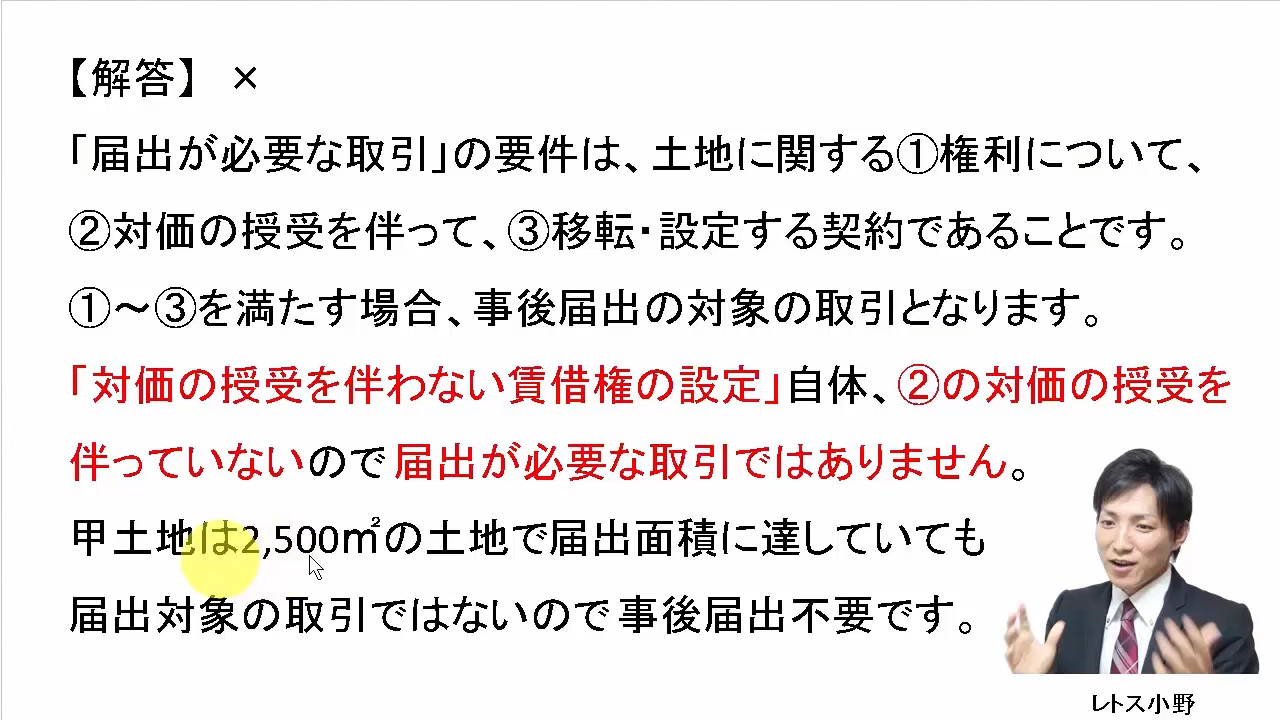 【解答】 ×
「届出が必要な取引」の要件は、土地に関する①権利について、
②対価の授受を伴って、③移転・設定する契約であることです。
①～③を満たす場合、事後届出の対象の取引となります。
「対価の授受を伴わない賃借権の設定」自体、②の対価の授受を
伴っていないので届出が必要な取引ではありません。
甲土地は2,500㎡の土地で届出面積に達していても
届出対象の取引ではないので事後届出不要です。
レトス小野